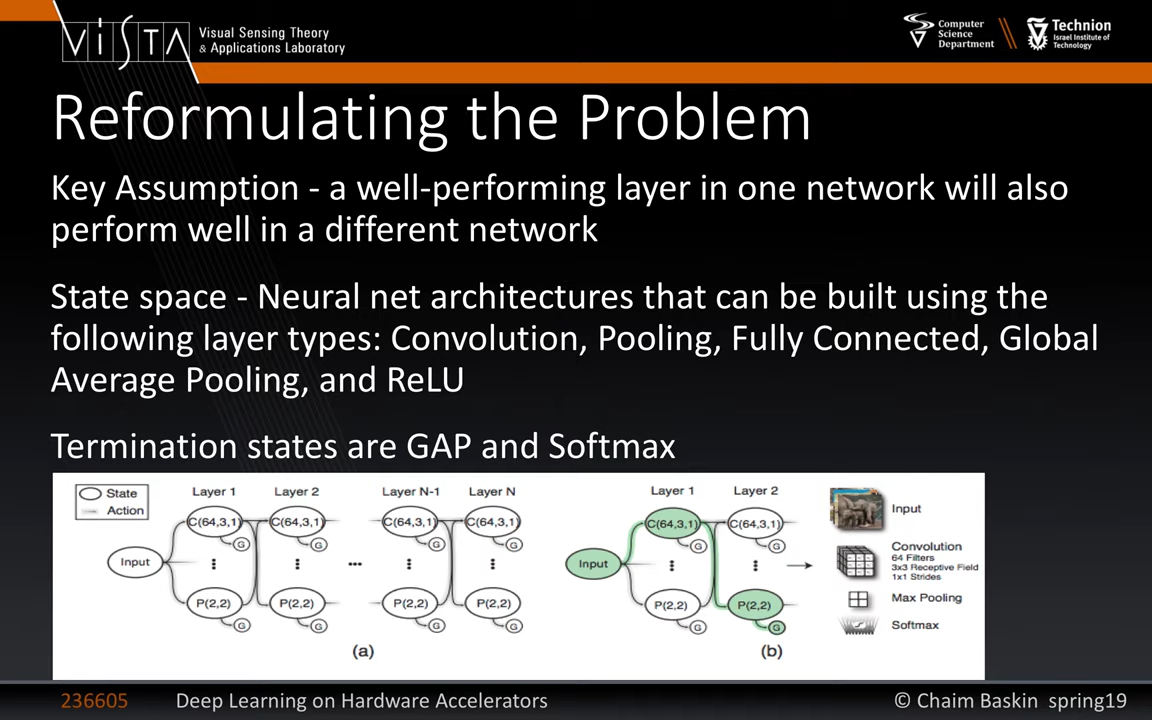 ViSTA
Visual Sensing Theory
& Applications Laboratory
Computer
Science
Department
Technion
Israel Institute of
Technology
Reformulating the Problem
Key Assumption - a well-performing layer in one network will also
perform well in a different network
State space - Neural net architectures that can be built using the
following layer types: Convolution, Pooling, Fully Connected, Global
Average Pooling, and ReLU
Termination states are GAP and Softmax
State
Action
Layer 1 Layer 2 Layer N-1 Layer N
C(64,3,1) C(64,3,1) C(64,3,1) C(64,3,1)
G G G G
Input
P(2,2) P(2,2) P(2,2) P(2,2)
G G G G
(a)
Layer 1 Layer 2
C(64,3,1) C(64,3,1)
G G
Input
P(2,2) P(2,2)
G G
(b)
Input
Convolution
64 Filters
3x3 Receptive Field
1x1 Strides
Max Pooling
Softmax
236605 Deep Learning on Hardware Accelerators © Chaim Baskin spring19